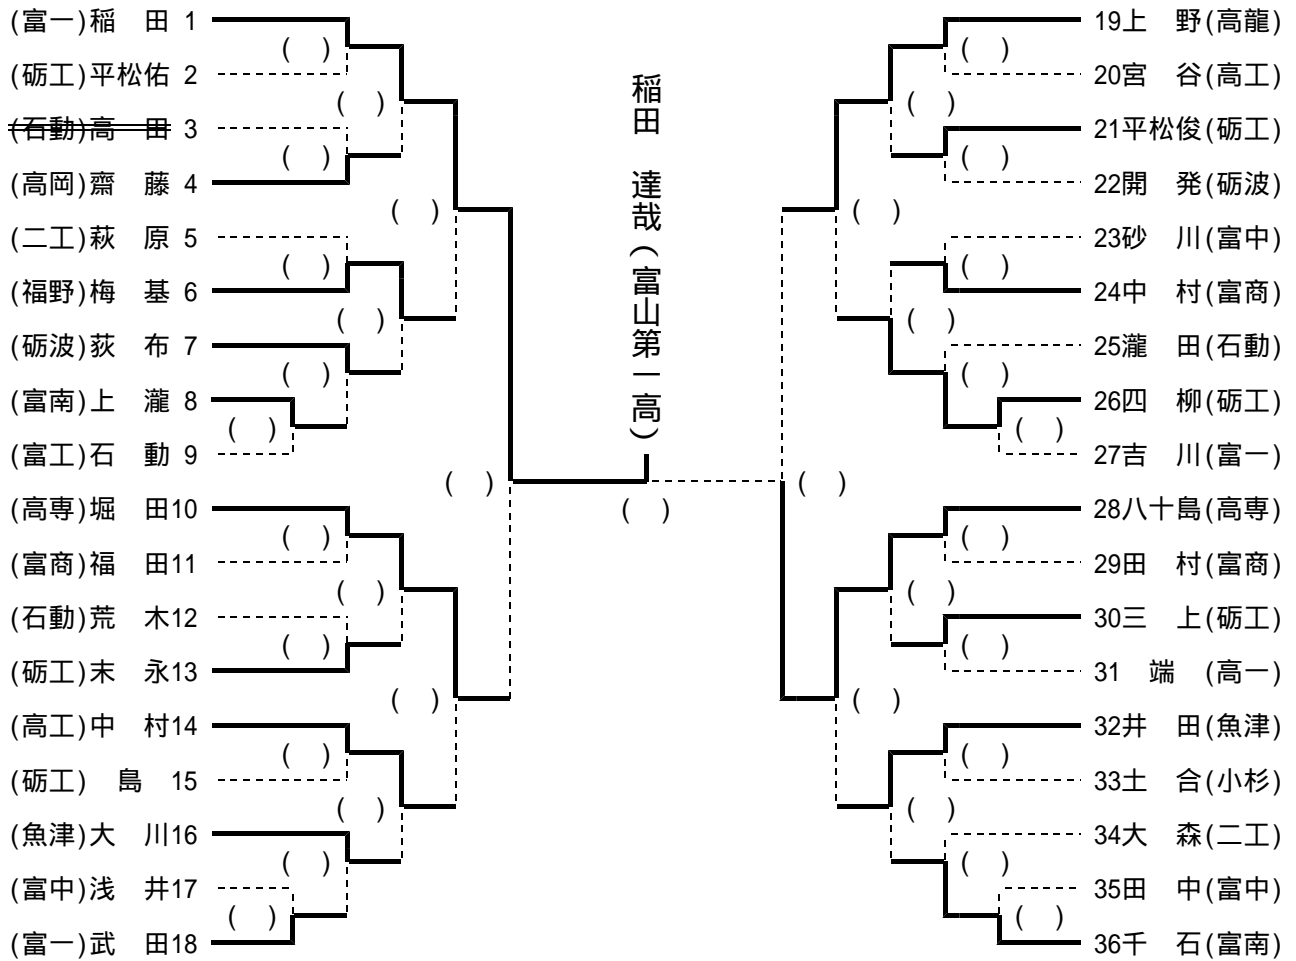 (富一)稲　田 1
(砺工)平松佑 2
(石動)高　田 3
(高岡)齋　藤 4
(二工)萩　原 5
(福野)梅　基 6
(砺波)荻　布 7
(富南)上　瀧 8
(富工)石　動 9
(高専)堀　田10
(富商)福　田11
(石動)荒　木12
(砺工)末　永13
(高工)中　村14
(砺工)　島　15
(魚津)大　川16
(富中)浅　井17
(富一)武　田18
稲田　達哉(富山第一高)
19上　野(高龍)
20宮　谷(高工)
21平松俊(砺工)
22開　発(砺波)
23砂　川(富中)
24中　村(富商)
25瀧　田(石動)
26四　柳(砺工)
27吉　川(富一)
28八十島(高専)
29田　村(富商)
30三　上(砺工)
31　端　(高一)
32井　田(魚津)
33土　合(小杉)
34大　森(二工)
35田　中(富中)
36千　石(富南)